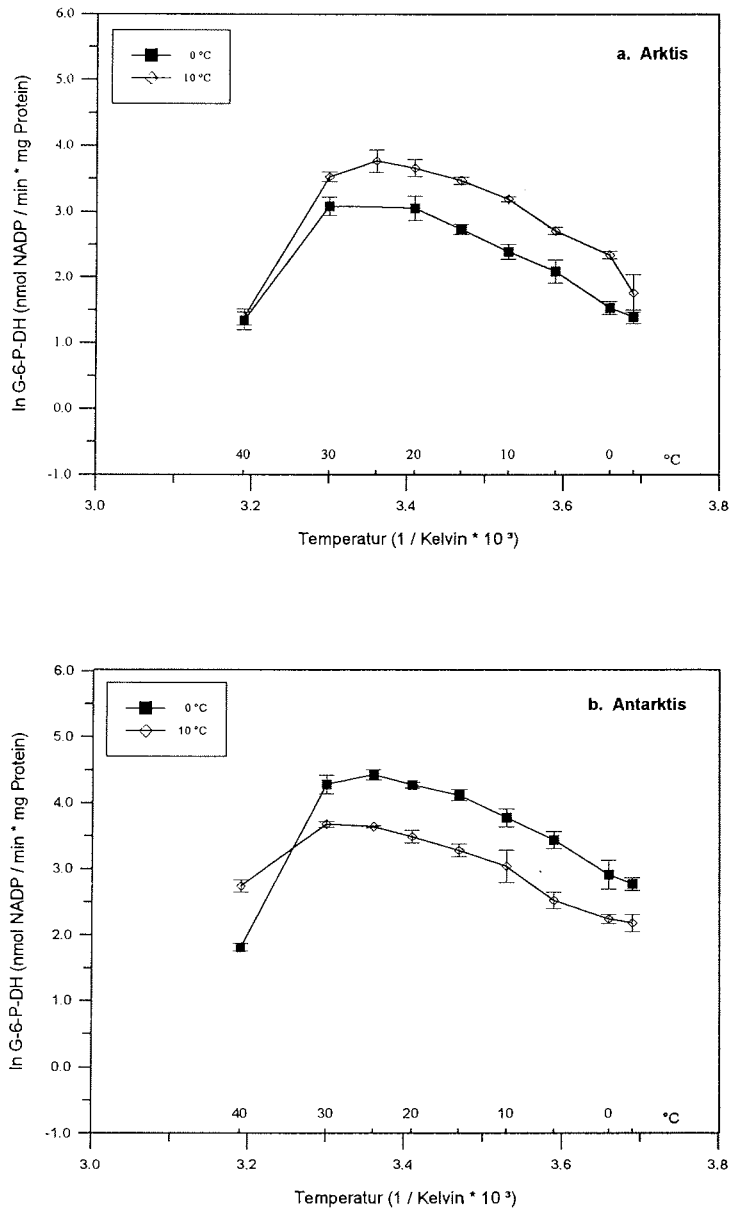 6.0
0 °C
10 °C
a. Arktis
5.0
4.0
3.0
2.0
1.0
0.0
-1.0
ln G-6-P-DH (nmol NADP / min * mg Protein)
40 30 20 10 0 °C
3.0 3.2 3.4 3.6 3.8
Temperatur (1 / Kelvin * 10 ³)
6.0
0 °C
10 °C
b. Antarktis
5.0
4.0
3.0
2.0
1.0
0.0
-1.0
ln G-6-P-DH (nmol NADP / min * mg Protein)
40 30 20 10 0 °C
3.0 3.2 3.4 3.6 3.8
Temperatur (1 / Kelvin * 10 ³)